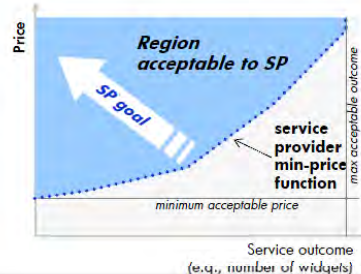 Price
Region
acceptable to SP
SP goal
service
provider
min-price
function
max acceptable outcome
minimum acceptable price
Service outcome
(e.g., number of widgets)